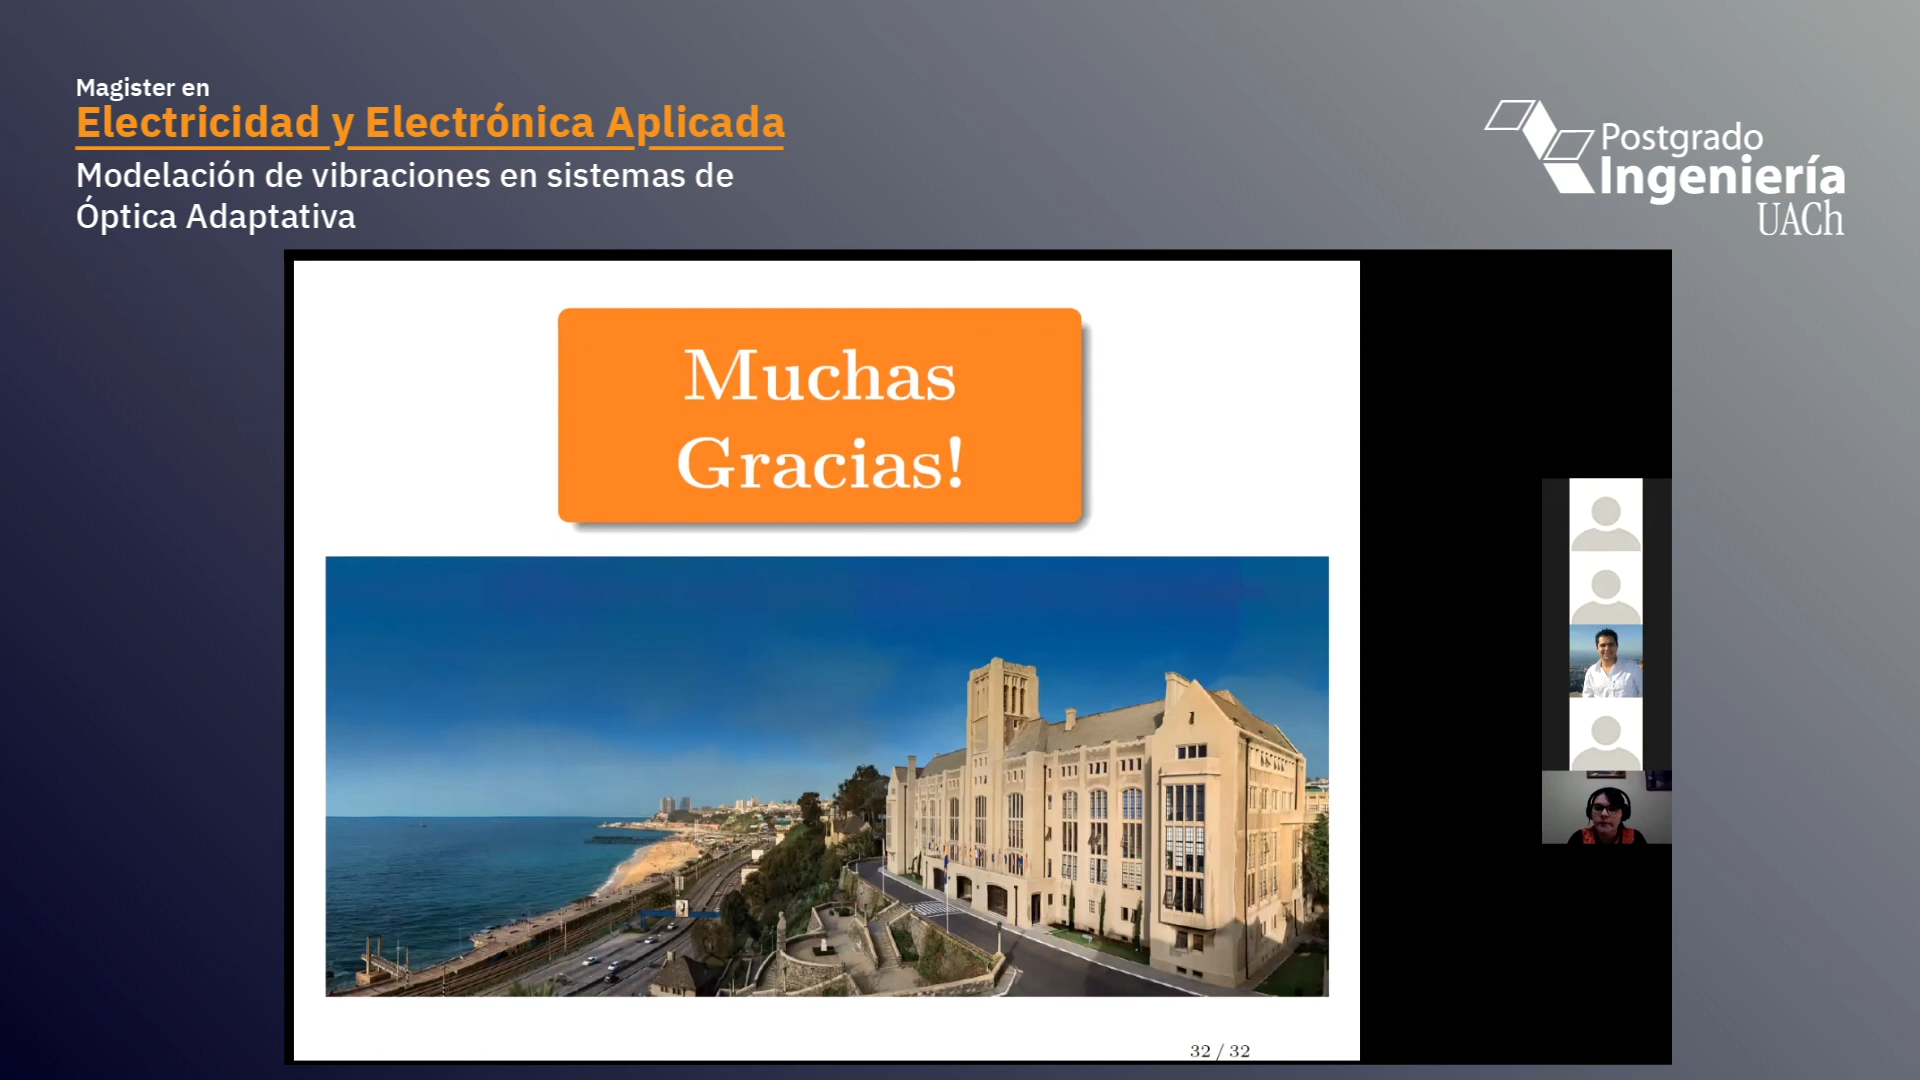 Magister en
Electricidad y Electrónica Aplicada
Modelación de vibraciones en sistemas de
Óptica Adaptativa
Postgrado
Ingeniería
UACh
Muchas
Gracias!
32 / 32